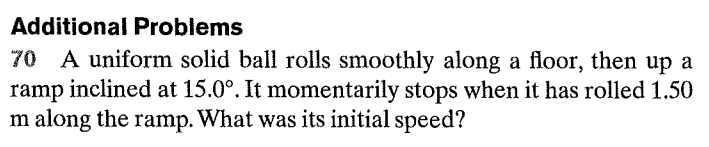 Additional Problems
70 A uniform solid ball rolls smoothly along a floor, then up a
ramp inclined at 15.0°. It momentarily stops when it has rolled 1.50
m along the ramp. What was its initial speed?